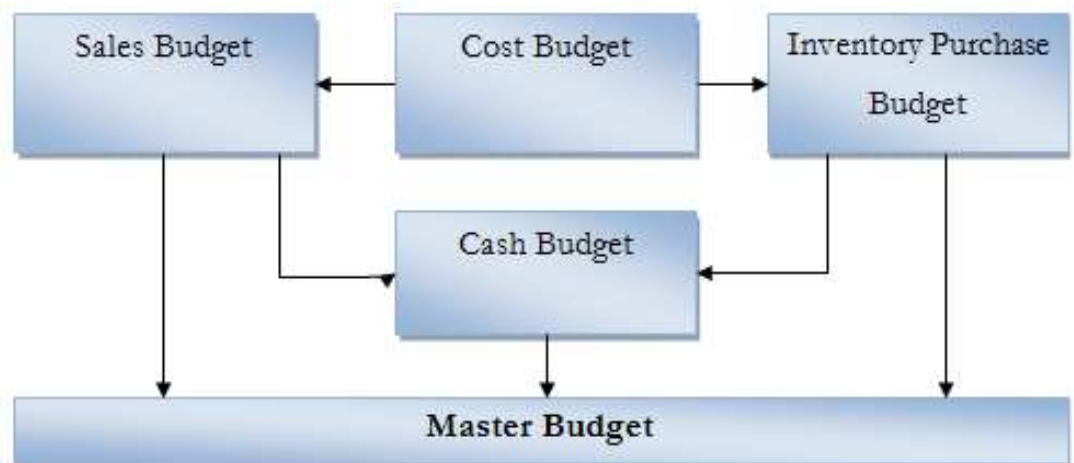 Sales Budget
Cost Budget
Inventory Purchase
Budget
Cash Budget
Master Budget